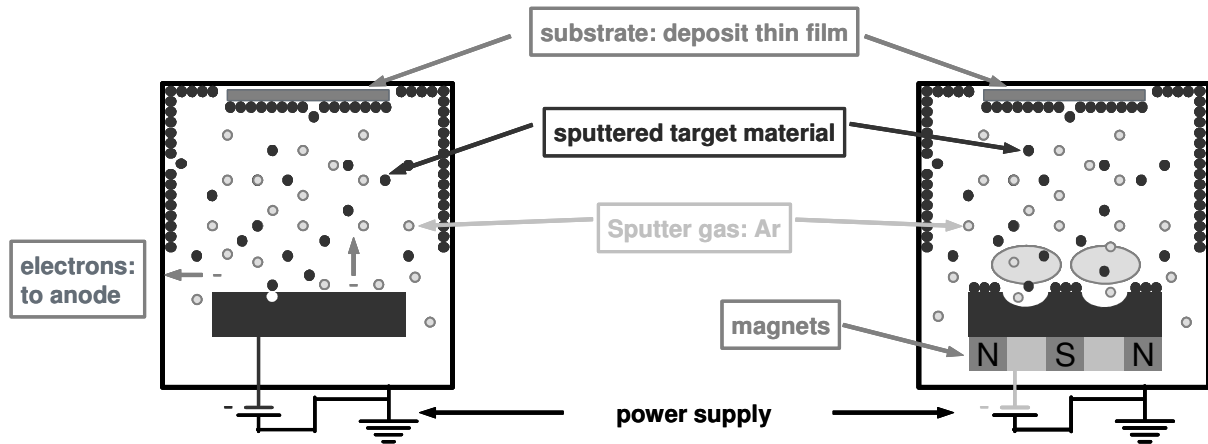 substrate: deposit thin film
sputtered target material
Sputter gas: Ar
electrons:
to anode
-
-
magnets
N S N
-
power supply
-